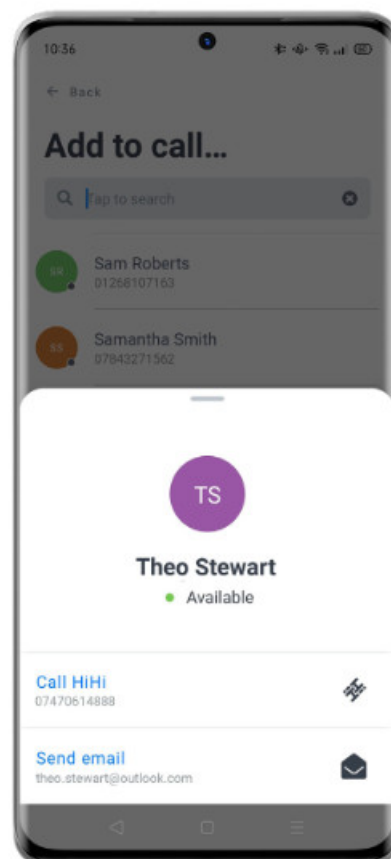 10:36
← Back
Add to call...
Tap to search
SR
Sam Roberts
01268107163
SS
Samantha Smith
07843271562
TS
Theo Stewart
Available
Call HiHi
07470614888
Send email
theo.stewart@outlook.com